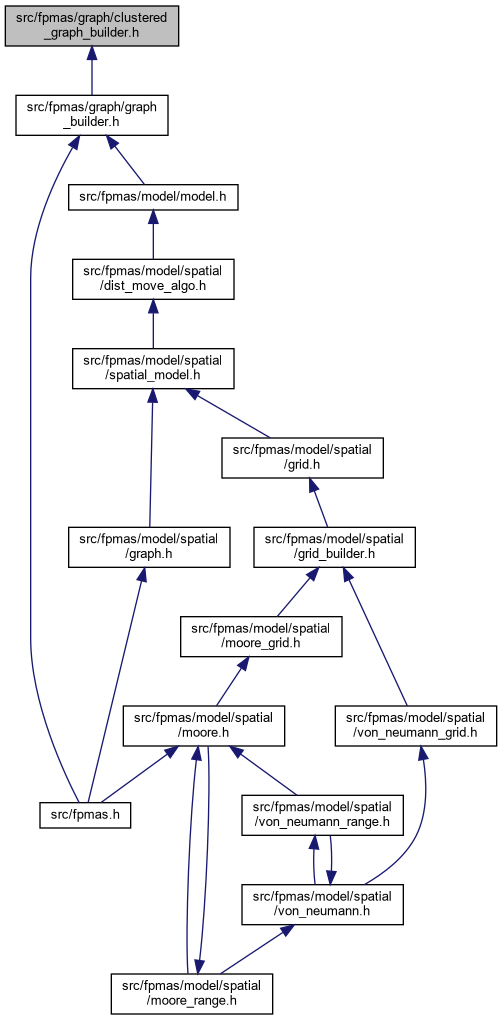 src/fpmas/graph/clustered
_graph_builder.h
src/fpmas/graph/graph
_builder.h
src/fpmas/model/model.h
src/fpmas/model/spatial
/dist_move_algo.h
src/fpmas/model/spatial
/spatial_model.h
src/fpmas/model/spatial
/grid.h
src/fpmas/model/spatial
/graph.h
src/fpmas/model/spatial
/grid_builder.h
src/fpmas/model/spatial
/moore_grid.h
src/fpmas/model/spatial
/moore.h
src/fpmas/model/spatial
/von_neumann_grid.h
src/fpmas.h
src/fpmas/model/spatial
/von_neumann_range.h
src/fpmas/model/spatial
/von_neumann.h
src/fpmas/model/spatial
/moore_range.h